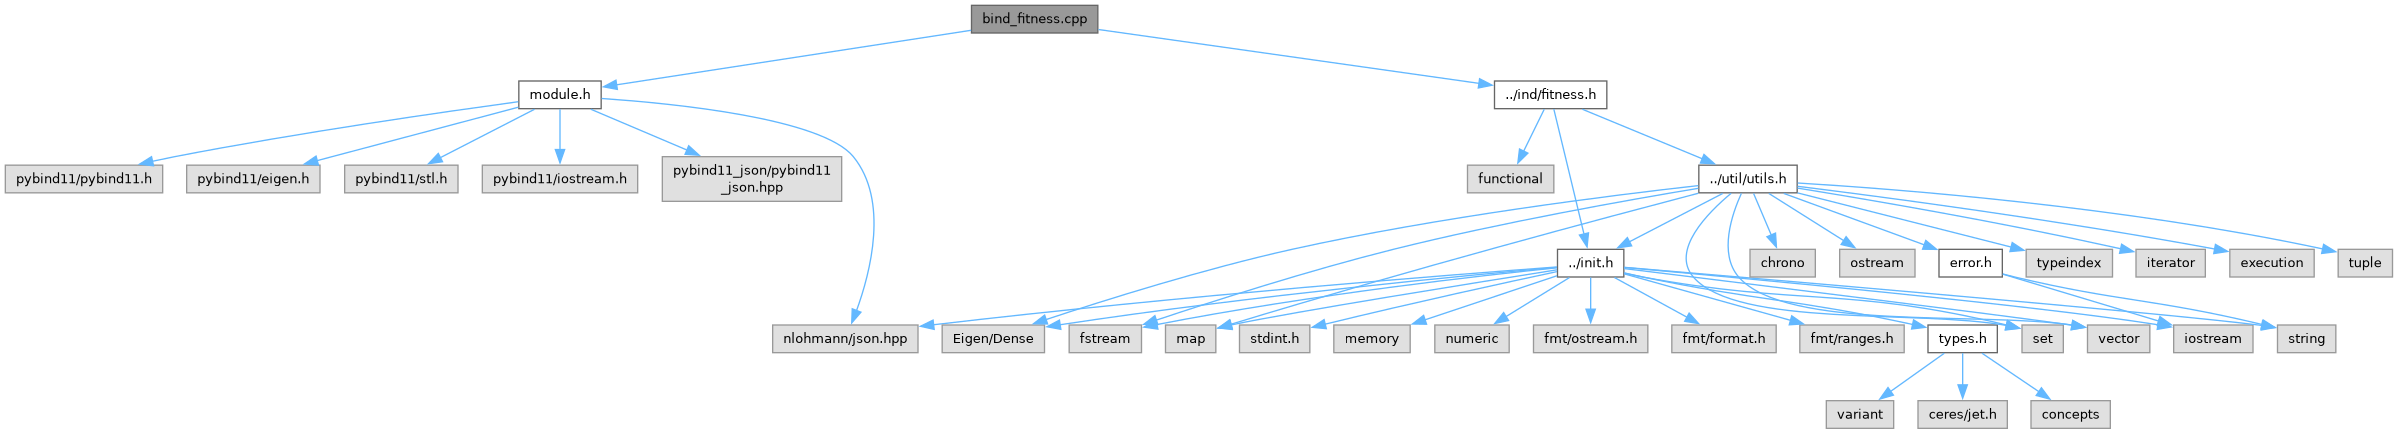 bind_fitness.cpp
module.h
../ind/fitness.h
pybind11/pybind11.h
pybind11/eigen.h
pybind11/stl.h
pybind11/iostream.h
pybind11_json/pybind11
_json.hpp
functional
../util/utils.h
../init.h
chrono
ostream
error.h
typeindex
iterator
execution
tuple
nlohmann/json.hpp
Eigen/Dense
fstream
map
stdint.h
memory
numeric
fmt/ostream.h
fmt/format.h
fmt/ranges.h
types.h
set
vector
iostream
string
variant
ceres/jet.h
concepts